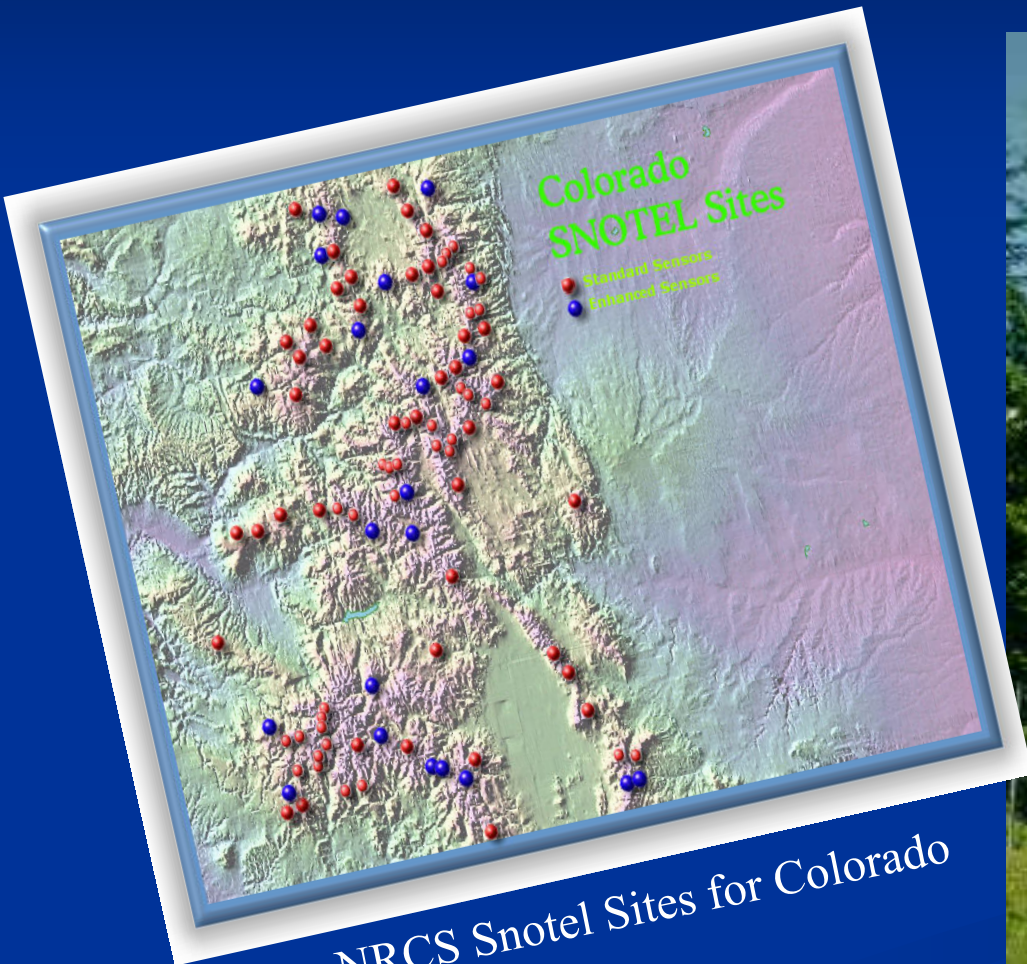 Colorado
SNOTEL Sites
Standard Sensors
Enhanced Sensors
NRCS Snotel Sites for Colorado